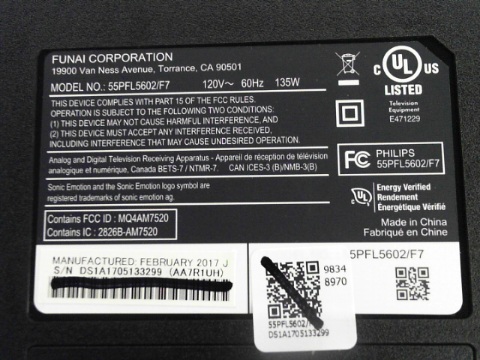 FUNAI CORPORATION
19900 Van Ness Avenue, Torrance, CA 90501
MODEL NO.: 55PFL5602/F7 120V~ 60Hz 135W
THIS DEVICE COMPLIES WITH PART 15 OF THE FCC RULES.
OPERATION IS SUBJECT TO THE FOLLOWING TWO CONDITIONS:
(1) THIS DEVICE MAY NOT CAUSE HARMFUL INTERFERENCE, AND
(2) THIS DEVICE MUST ACCEPT ANY INTERFERENCE RECEIVED,
INCLUDING INTERFERENCE THAT MAY CAUSE UNDESIRED OPERATION.
Analog and Digital Television Receiving Apparatus - Appareil de réception de télévision
analogique et numérique, Canada BETS-7 / NTMR-7. CAN ICES-3 (B)/NMB-3(B)
Sonic Emotion and the Sonic Emotion logo symbol are
registered trademarks of sonic emotion ag.
Contains FCC ID : MQ4AM7520
Contains IC : 2826B-AM7520
C UL US
LISTED
Television
Equipment
E471229
FC PHILIPS
55PFL5602/F7
UL Energy Verified
Rendement
Énergétique Vérifié
Made in China
Fabriqué en Chine
MANUFACTURED: FEBRUARY 2017 J
S/N DS1A1705133299 (AA7R1UH)
5PFL5602/F7
9834
8970
55PFL5602/
DS1A1705133299